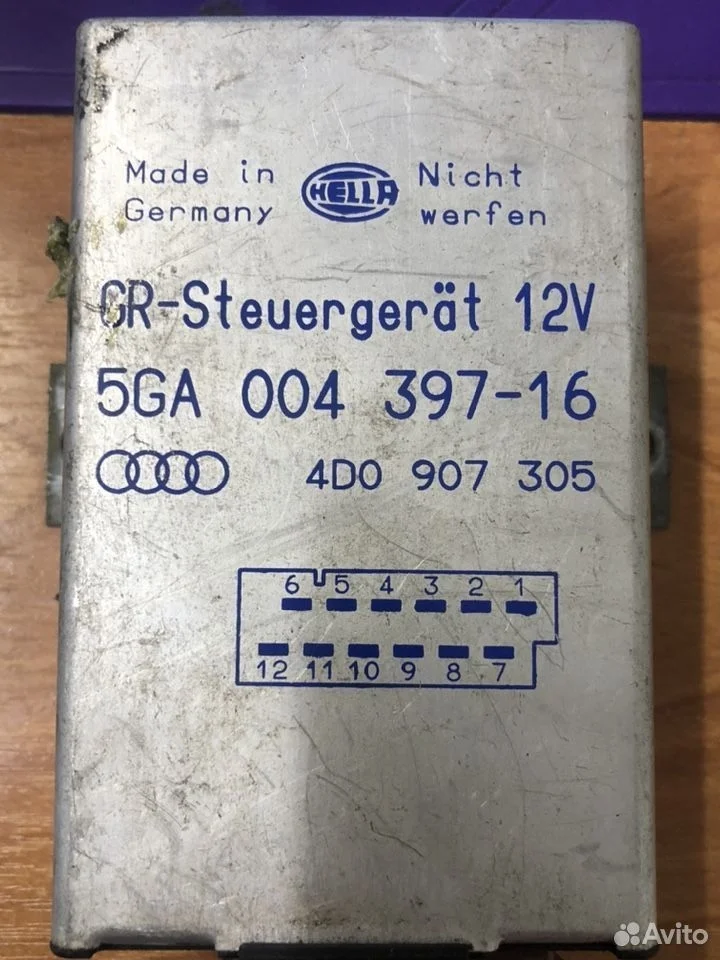 Made in HELLA Nicht
Germany werfen
GR-Steuergerät 12V
5GA 004 397-16
4D0 907 305
6 5 4 3 2 1
12 11 10 9 8 7
Avito